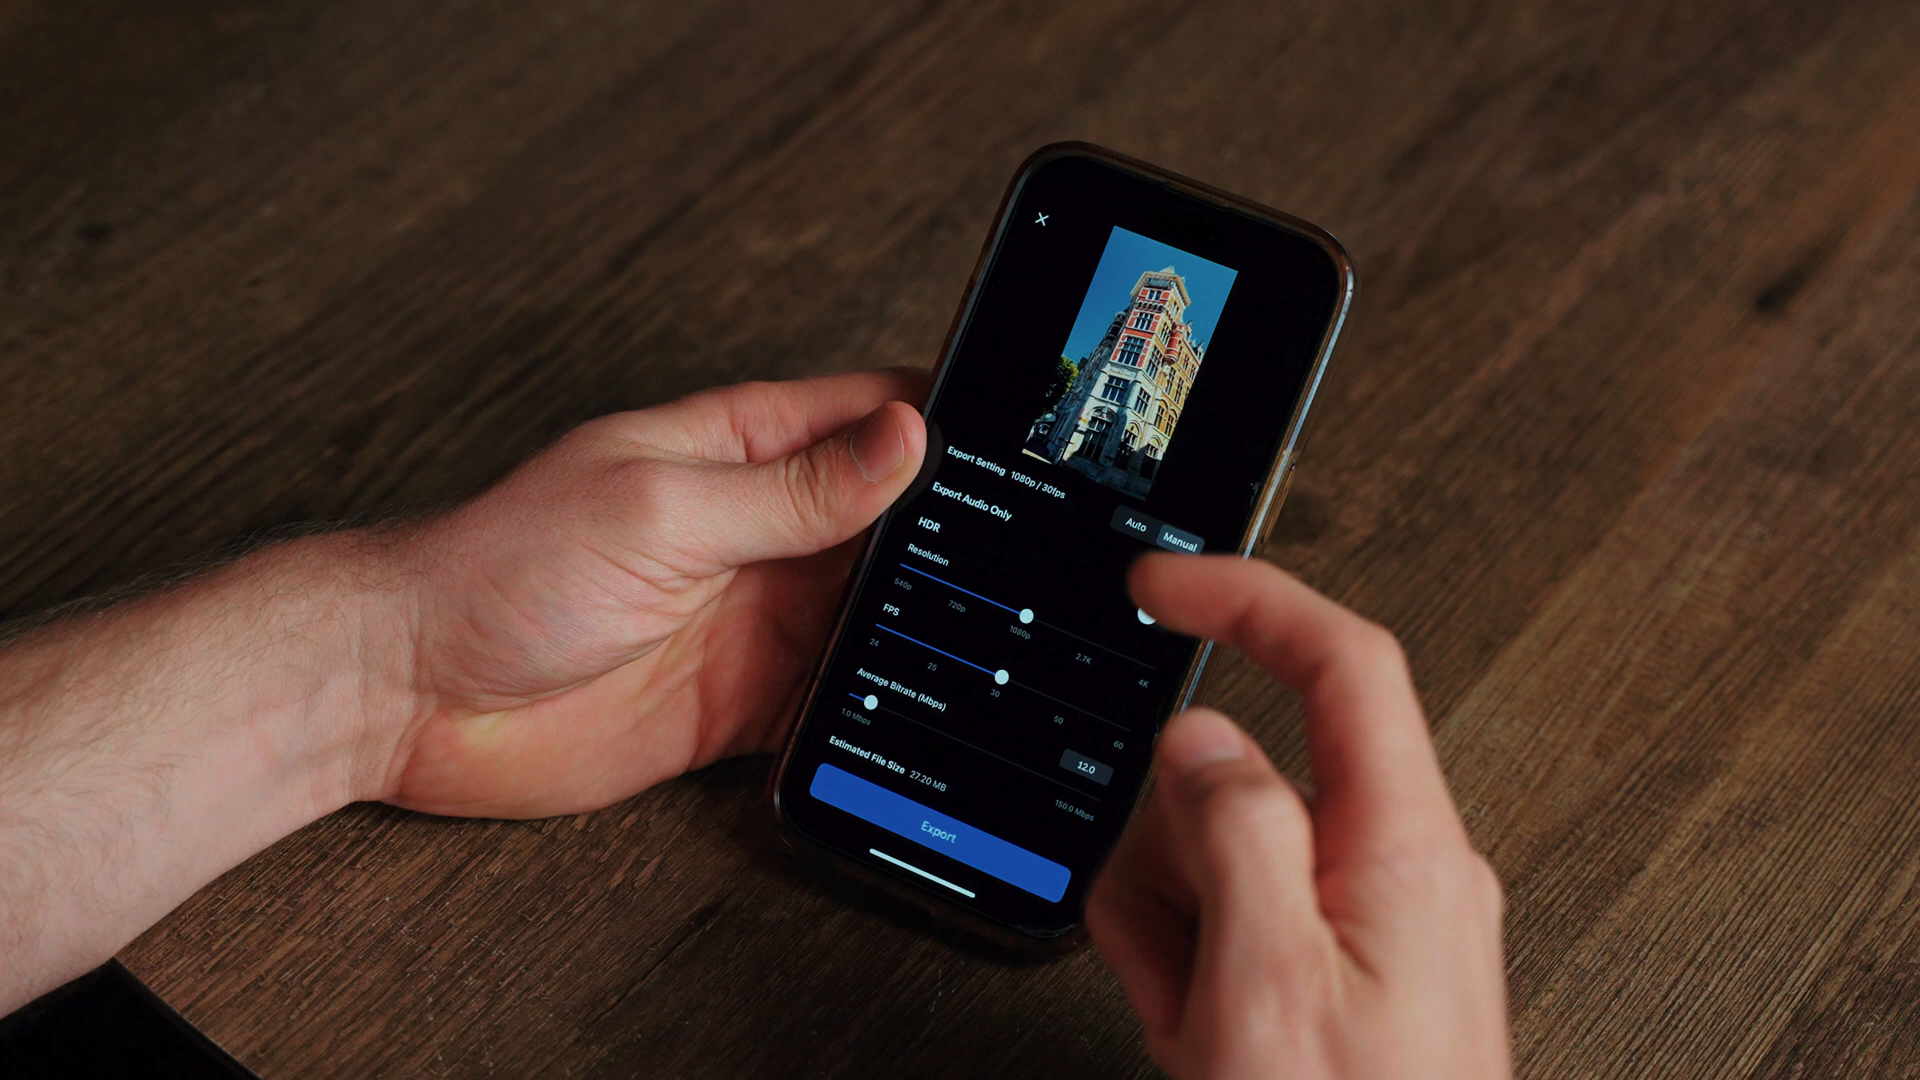 Export Setting 1080p / 30fps
Auto Manual
Export Audio Only
HDR
Resolution
540p 720p 1080p 2.7K 4K
FPS
24 25 30 50 60
Average Bitrate (Mbps)
12.0
1.0 Mbps 150.0 Mbps
Estimated File Size 27.20 MB
Export